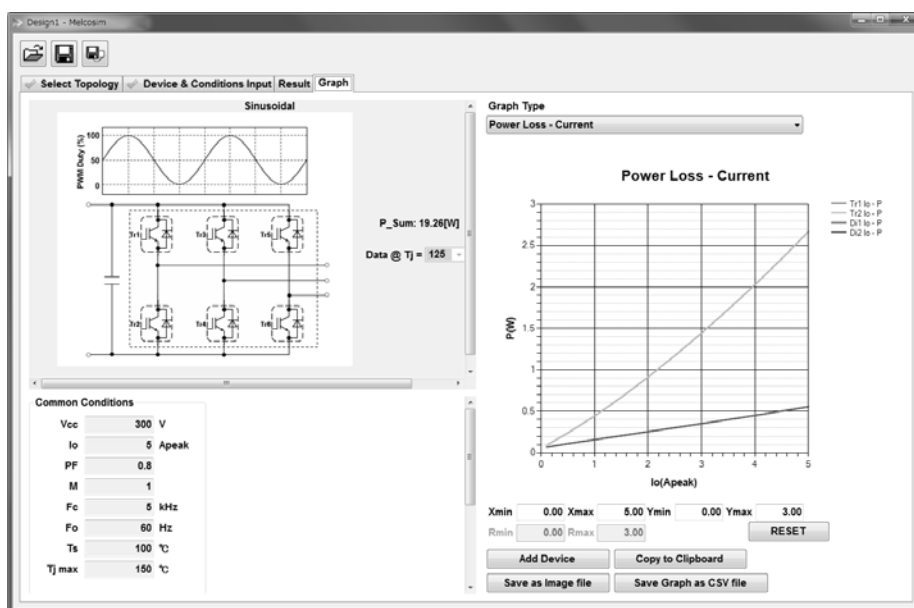 Design1 - Melcosim
Select Topology
Device & Conditions Input
Result
Graph
Sinusoidal
PWM Duty (%)
100
50
0
Tr1
Tr3
Tr5
Tr2
Tr4
Tr6
P_Sum: 19.26[W]
Data @ Tj = 125
Common Conditions
Vcc 300 V
Io 5 Apeak
PF 0.8
M 1
Fc 5 kHz
Fo 60 Hz
Ts 100 ℃
Tj max 150 ℃
Graph Type
Power Loss - Current
Power Loss - Current
P(W)
3
2.5
2
1.5
1
0.5
0
0 1 2 3 4 5
Io(Apeak)
Tr1 Io - P
Tr2 Io - P
Di1 Io - P
Di2 Io - P
Xmin 0.00 Xmax 5.00 Ymin 0.00 Ymax 3.00
Rmin 0.00 Rmax 3.00 RESET
Add Device Copy to Clipboard
Save as Image file Save Graph as CSV file